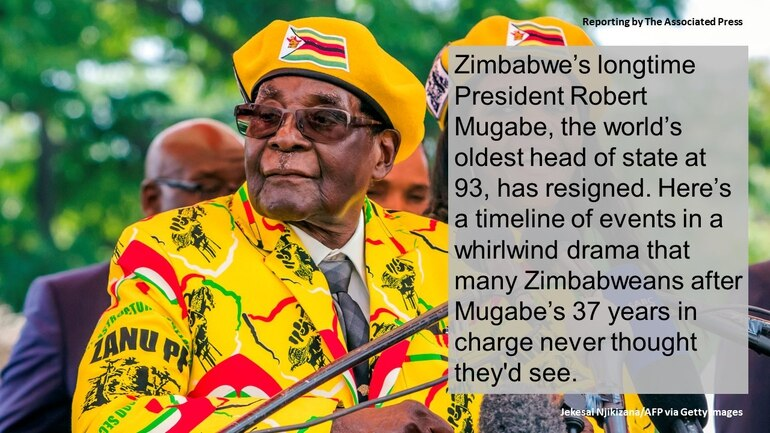 Reporting by The Associated Press
Zimbabwe’s longtime
President Robert
Mugabe, the world’s
oldest head of state at
93, has resigned. Here’s
a timeline of events in a
whirlwind drama that
many Zimbabweans after
Mugabe’s 37 years in
charge never thought
they'd see.
ZANU PF
Jekesai Njikizana/AFP via Getty Images